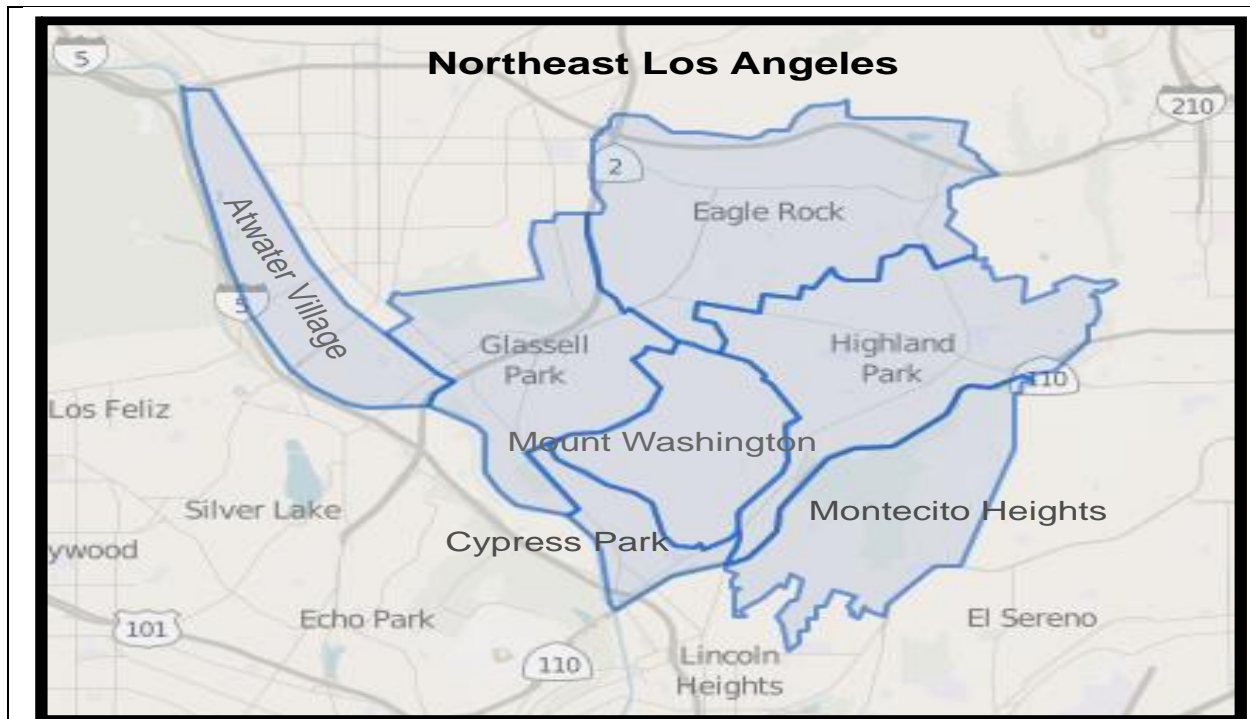 5
Northeast Los Angeles
210
2
Eagle Rock
Atwater Village
5
Glassell
Park
Highland
Park
110
Los Feliz
Mount Washington
Silver Lake
Montecito Heights
Cypress Park
ywood
Echo Park
El Sereno
101
110
Lincoln
Heights